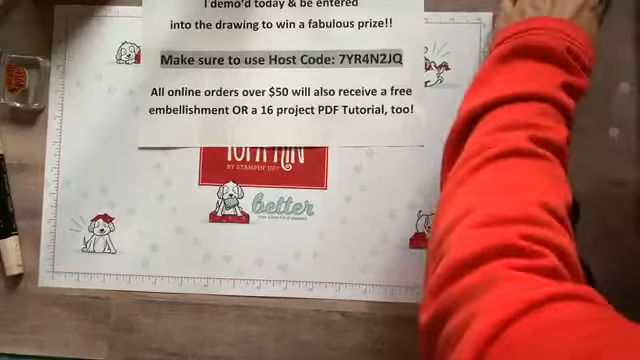 I demo'd today & be entered
into the drawing to win a fabulous prize!!
Make sure to use Host Code: 7YR4N2JQ
All online orders over $50 will also receive a free
embellishment OR a 16 project PDF Tutorial, too!
BY STAMPIN' UP!
better